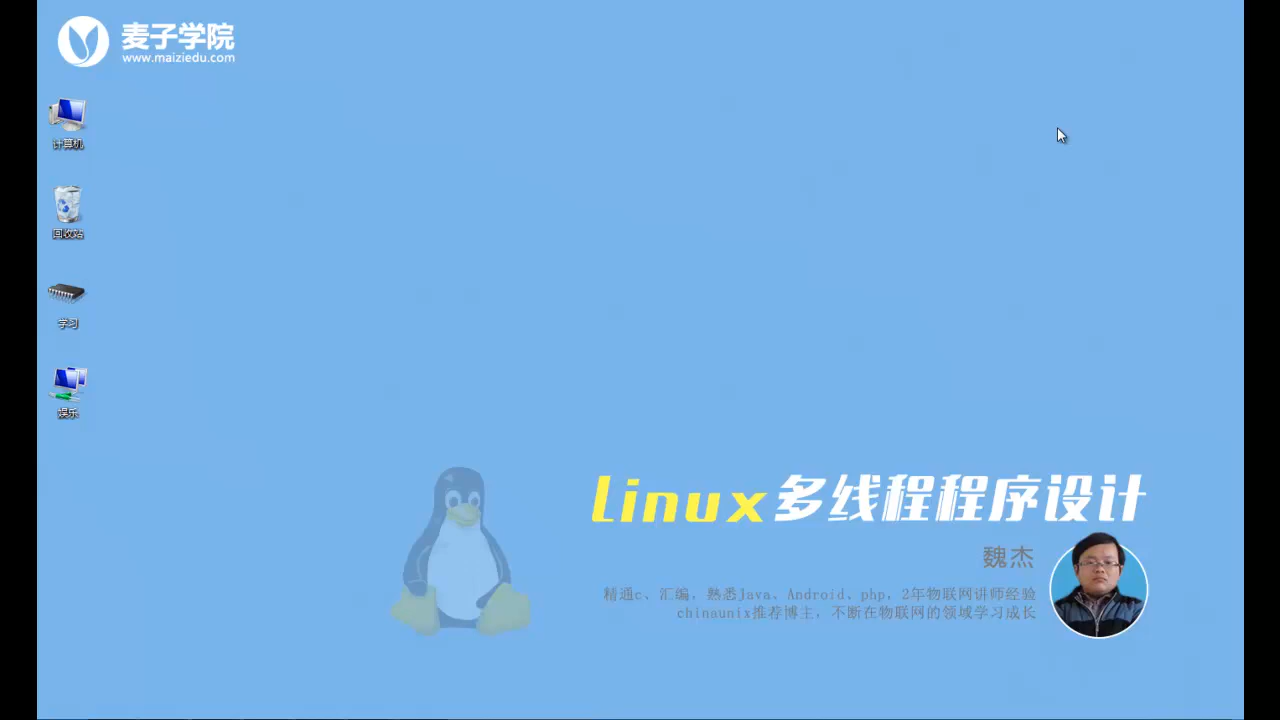 麦子学院
www.maiziedu.com
计算机
回收站
学习
娱乐
Linux多线程程序设计
魏杰
精通c、汇编，熟悉Java、Android、php，2年物联网讲师经验
chinaunix推荐博主，不断在物联网的领域学习成长